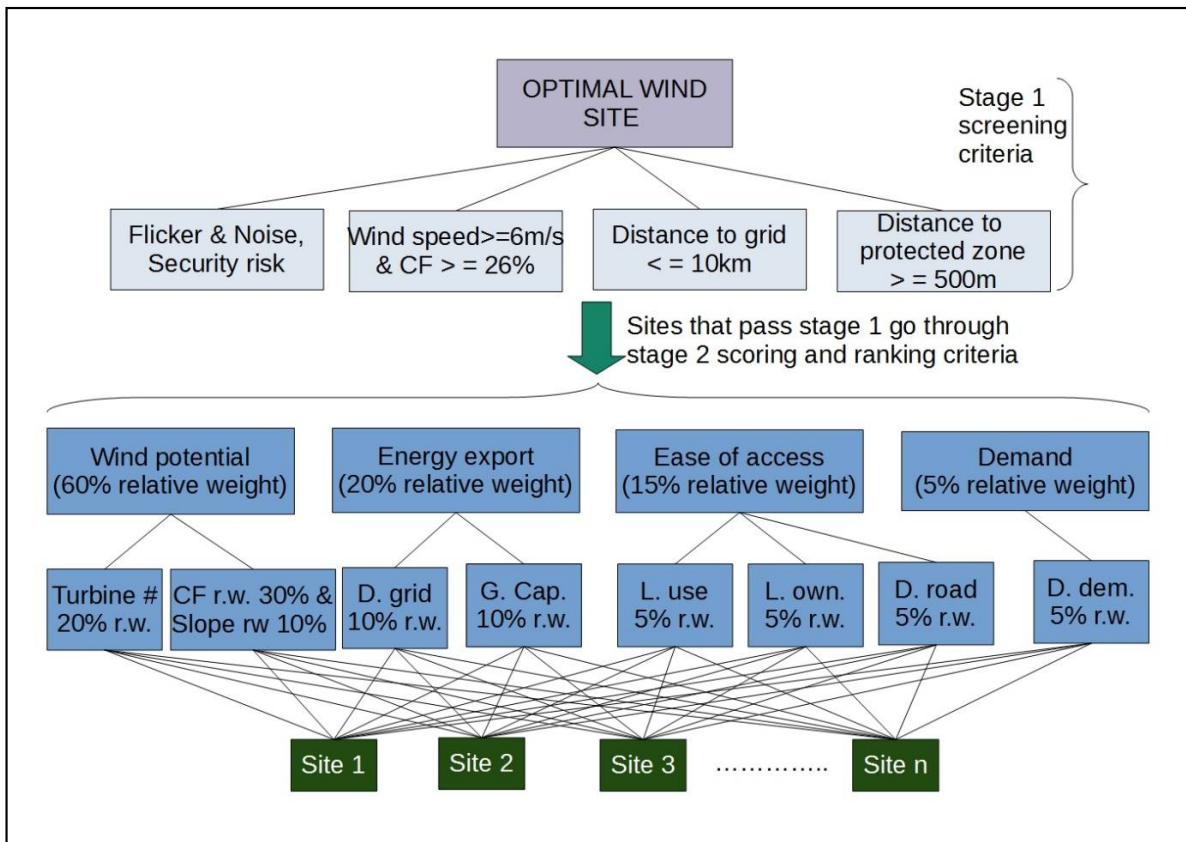 OPTIMAL WIND
SITE
Stage 1
screening
criteria
Flicker & Noise,
Security risk
Wind speed>=6m/s
& CF > = 26%
Distance to grid
< = 10km
Distance to
protected zone
> = 500m
Sites that pass stage 1 go through
stage 2 scoring and ranking criteria
Wind potential
(60% relative weight)
Energy export
(20% relative weight)
Ease of access
(15% relative weight)
Demand
(5% relative weight)
Turbine #
20% r.w.
CF r.w. 30% &
Slope rw 10%
D. grid
10% r.w.
G. Cap.
10% r.w.
L. use
5% r.w.
L. own.
5% r.w.
D. road
5% r.w.
D. dem.
5% r.w.
Site 1
Site 2
Site 3
…………..
Site n